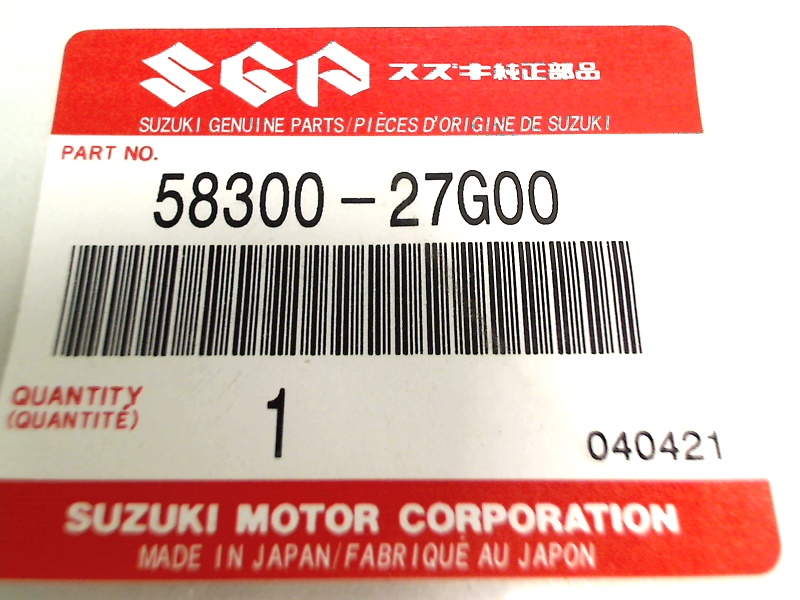 SGP スズキ純正部品
SUZUKI GENUINE PARTS/PIÈCES D'ORIGINE DE SUZUKI
PART NO.
58300-27G00
QUANTITY
(QUANTITÉ)
1
040421
SUZUKI MOTOR CORPORATION
MADE IN JAPAN/FABRIQUÉ AU JAPON